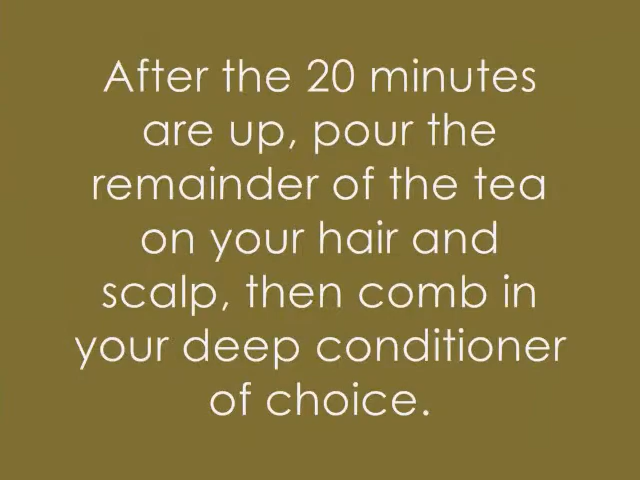 After the 20 minutes
are up, pour the
remainder of the tea
on your hair and
scalp, then comb in
your deep conditioner
of choice.